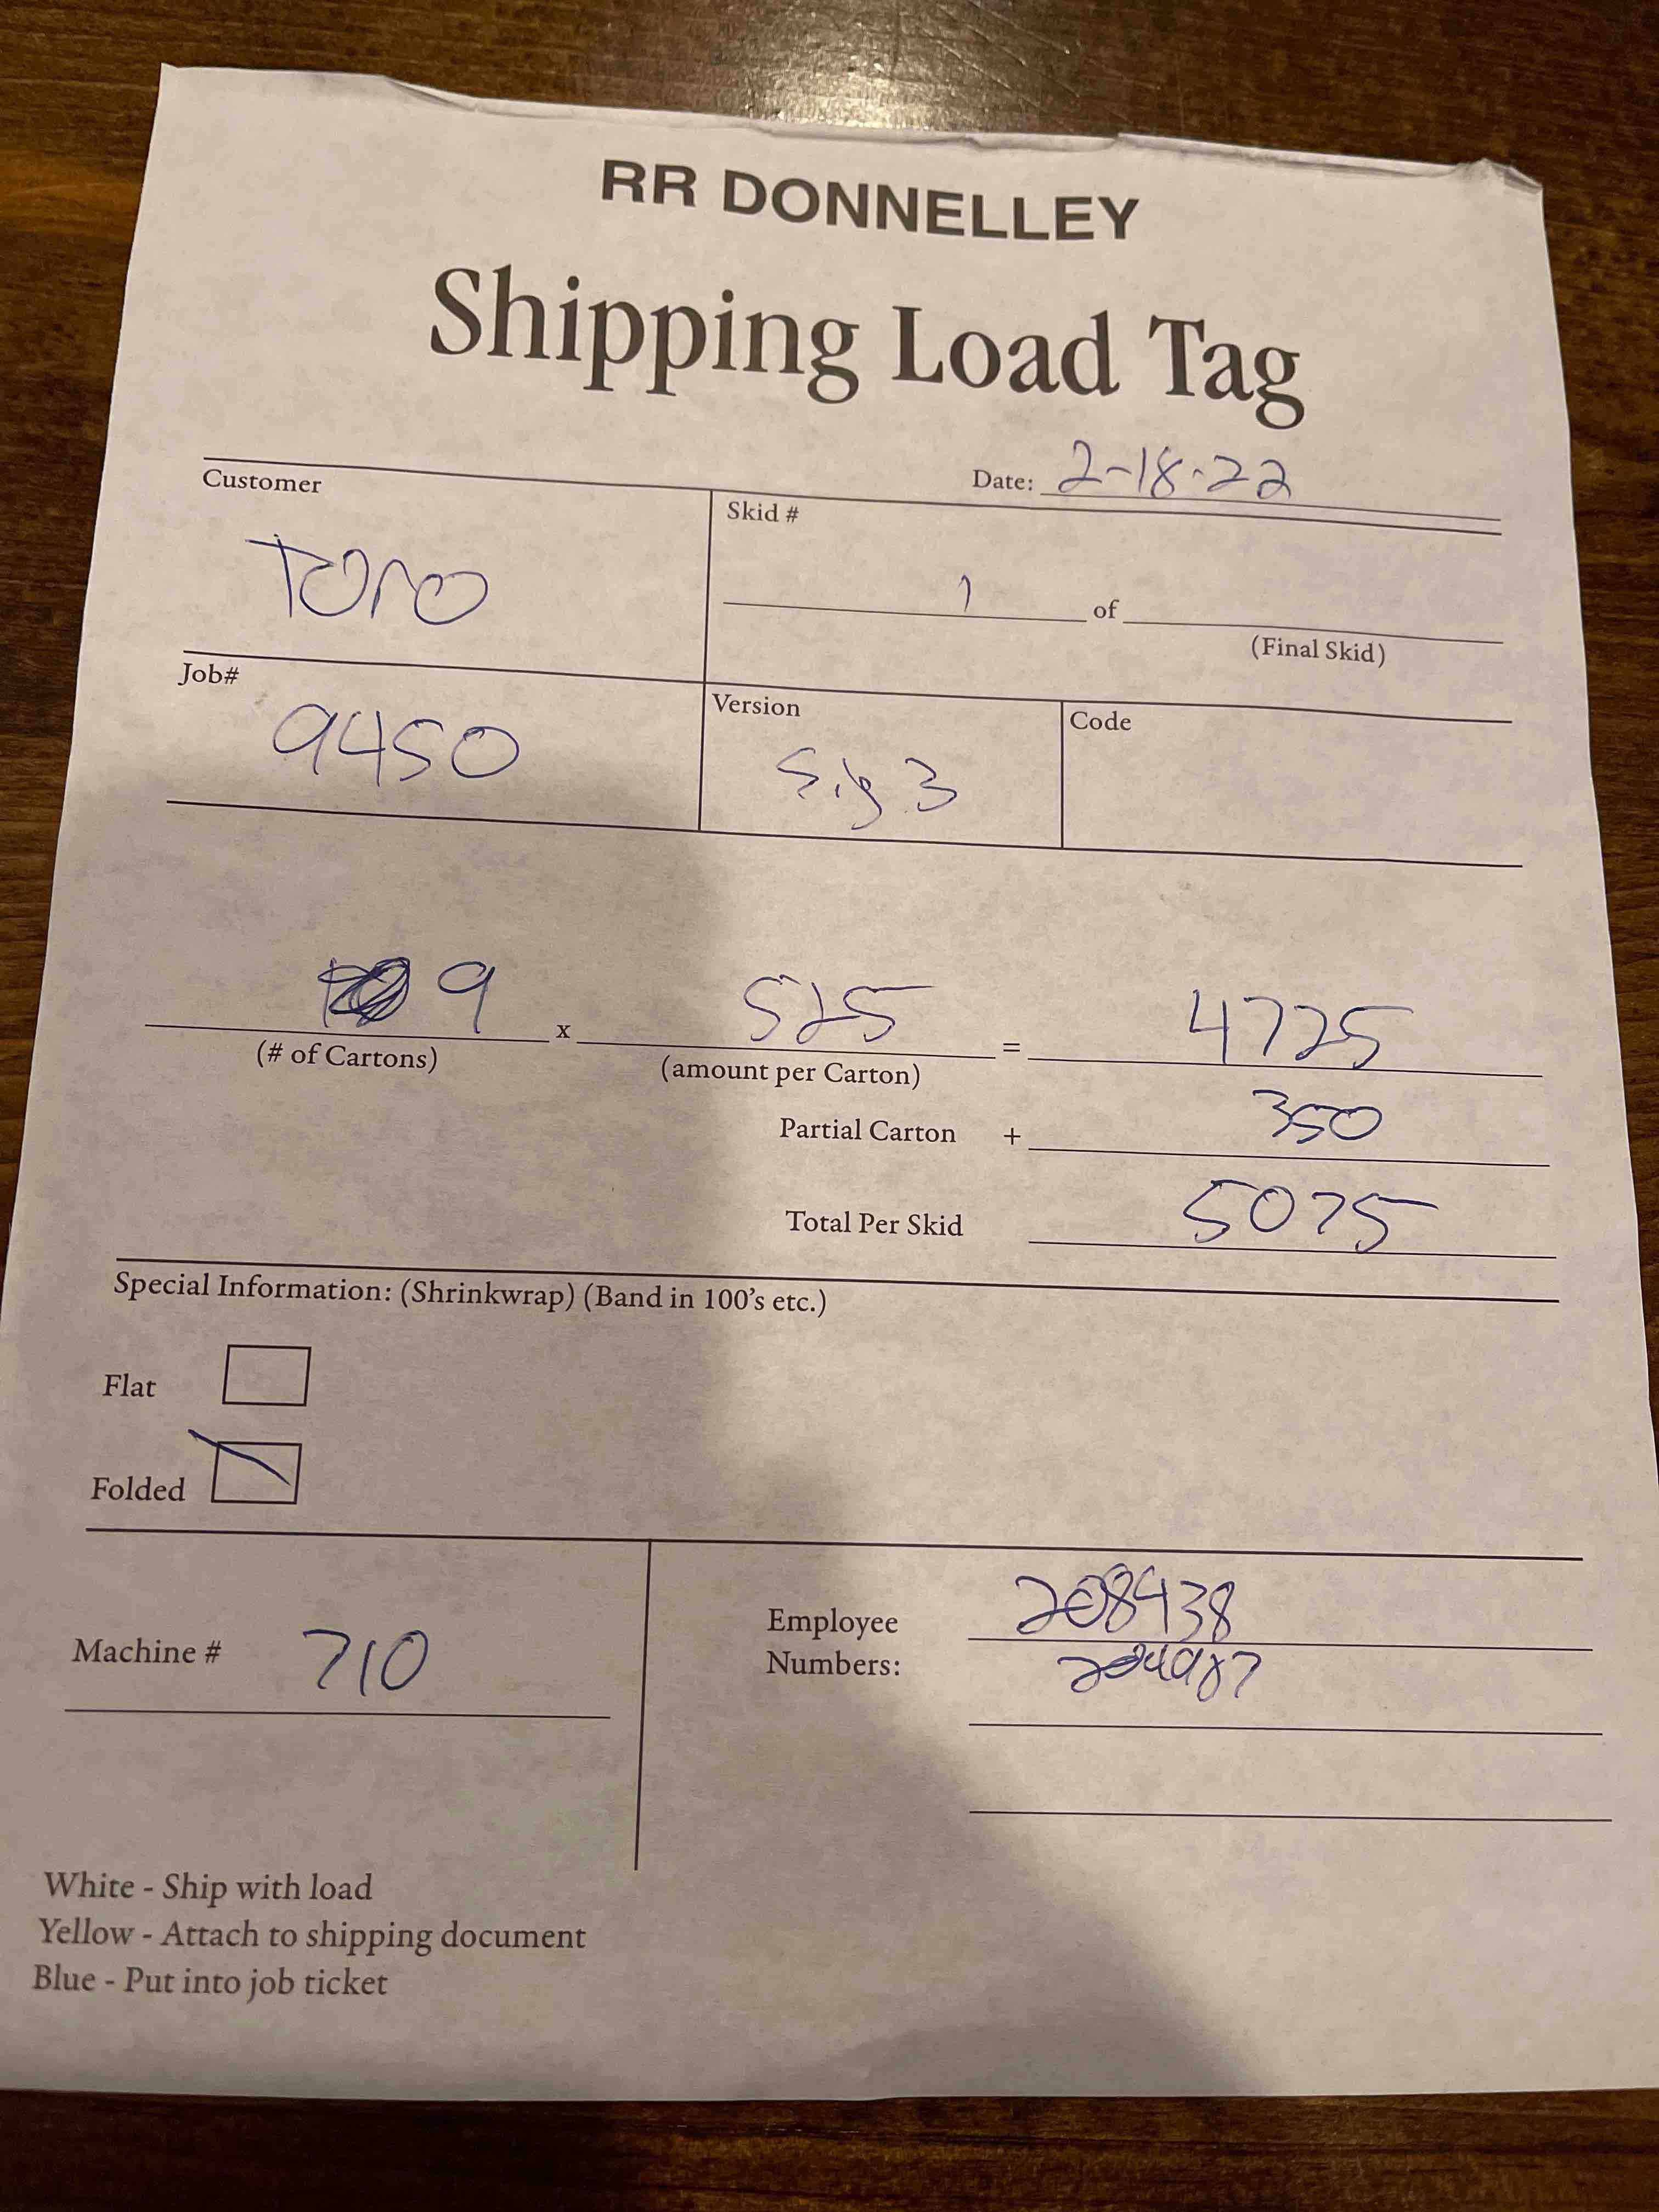 RR DONNELLEY
Shipping Load Tag
Date: 2-18-22
Customer
Toro
Skid #
1 of
(Final Skid)
Job#
9450
Version
Sig 3
Code
9 x 525 = 4725
(# of Cartons) (amount per Carton)
Partial Carton + 350
Total Per Skid 5075
Special Information: (Shrinkwrap) (Band in 100's etc.)
Flat
Folded
Machine # 710
Employee Numbers: 208438
White - Ship with load
Yellow - Attach to shipping document
Blue - Put into job ticket